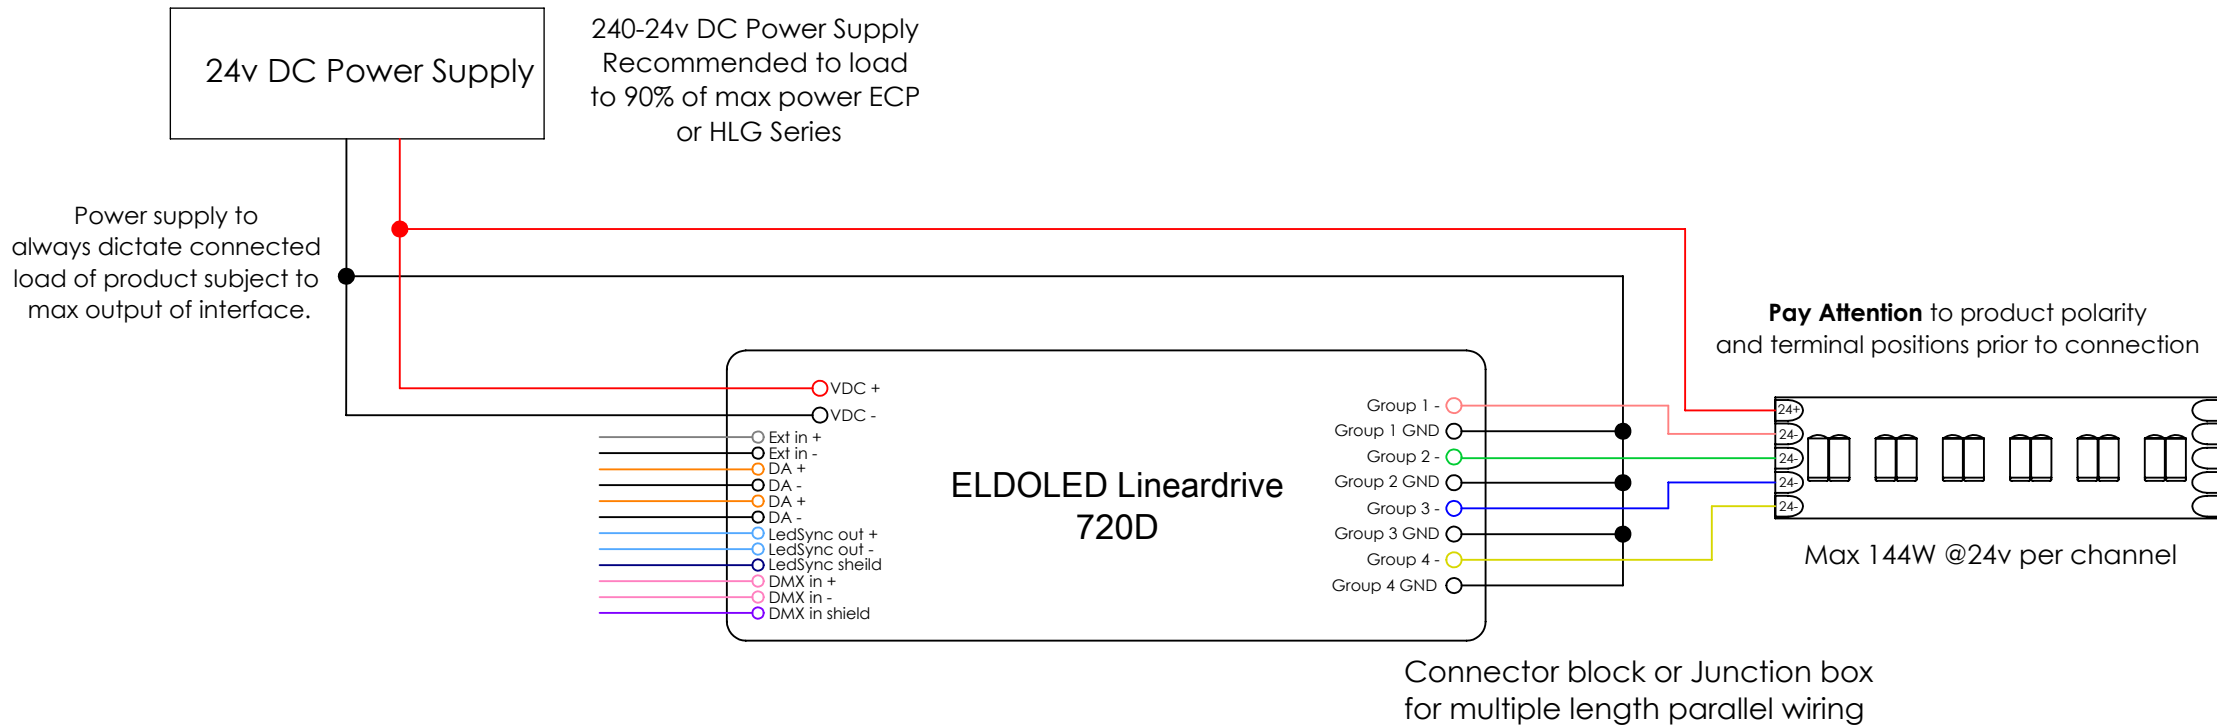 24v DC Power Supply
240-24v DC Power Supply
Recommended to load
to 90% of max power ECP
or HLG Series
Power supply to
always dictate connected
load of product subject to
max output of interface.
Pay Attention to product polarity
and terminal positions prior to connection
VDC +
VDC -
Ext in +
Ext in -
DA +
DA -
DA +
DA -
LedSync out +
LedSync out -
LedSync sheild
DMX in +
DMX in -
DMX in shield
ELDOLED Lineardrive
720D
Group 1 -
Group 1 GND
Group 2 -
Group 2 GND
Group 3 -
Group 3 GND
Group 4 -
Group 4 GND
24+
24-
24-
24-
24-
Max 144W @24v per channel
Connector block or Junction box
for multiple length parallel wiring